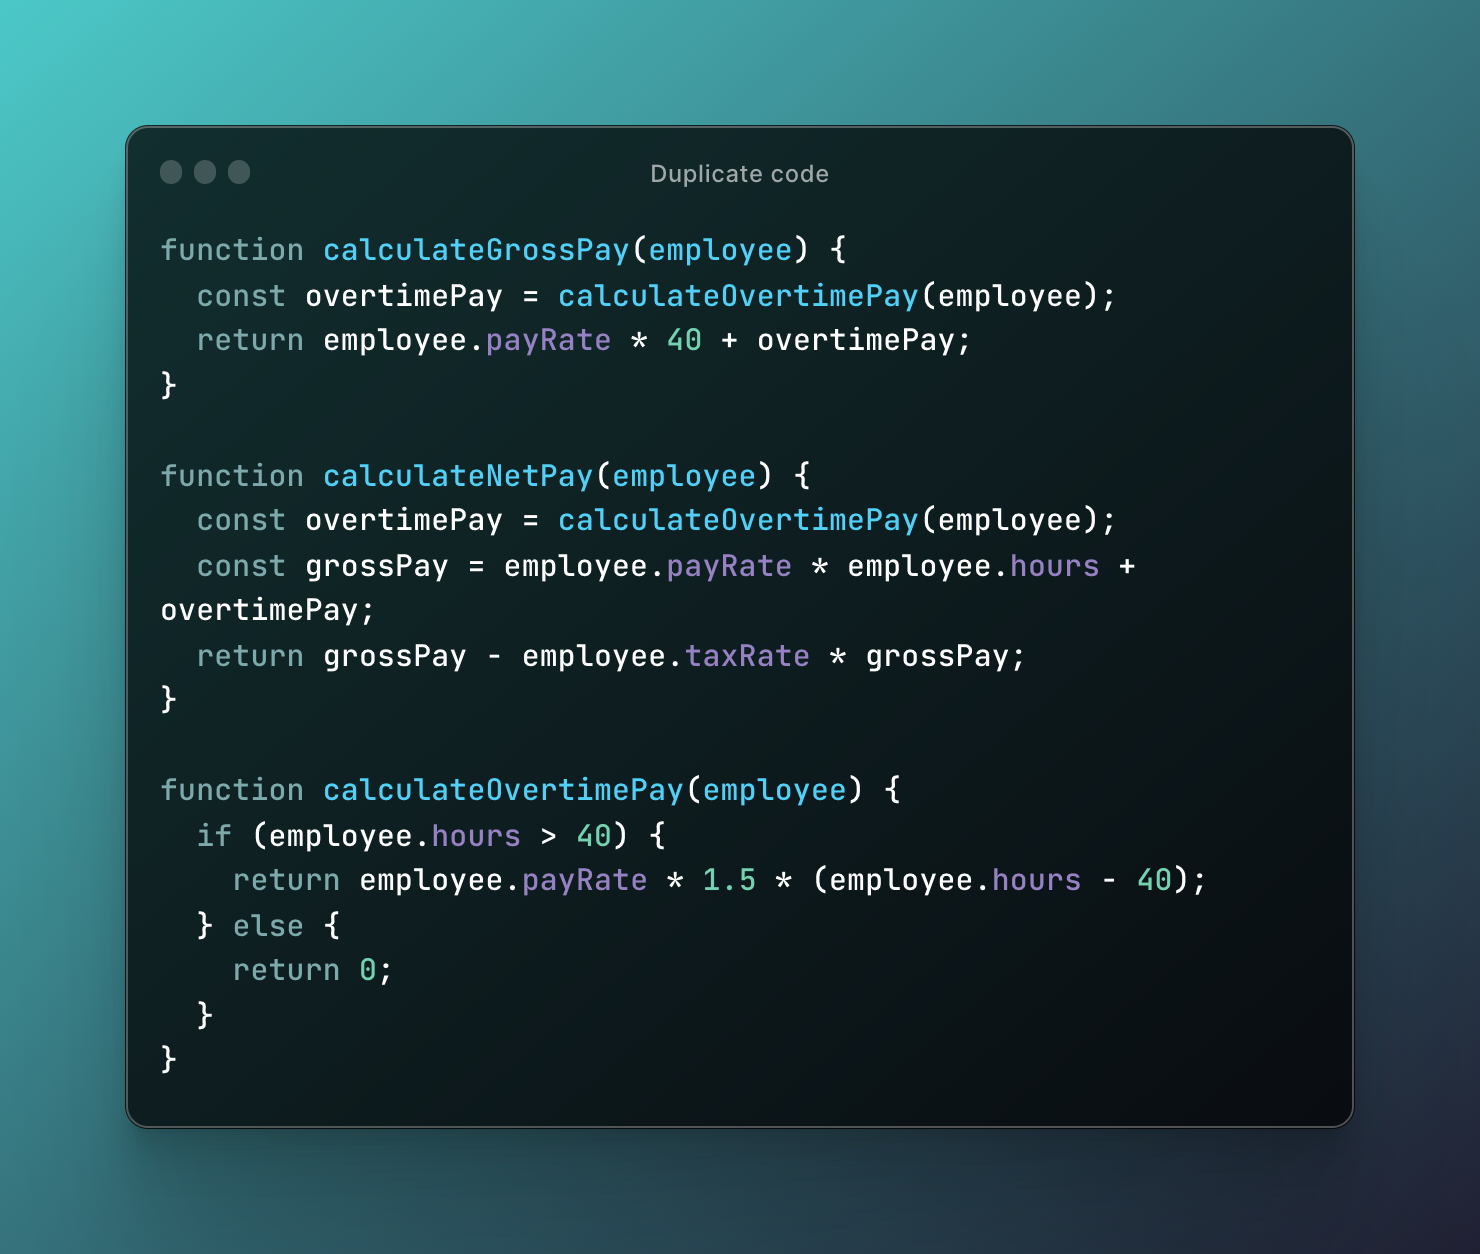 Duplicate code
function calculateGrossPay(employee) {
  const overtimePay = calculateOvertimePay(employee);
  return employee.payRate * 40 + overtimePay;
}

function calculateNetPay(employee) {
  const overtimePay = calculateOvertimePay(employee);
  const grossPay = employee.payRate * employee.hours +
overtimePay;
  return grossPay - employee.taxRate * grossPay;
}

function calculateOvertimePay(employee) {
  if (employee.hours > 40) {
    return employee.payRate * 1.5 * (employee.hours - 40);
  } else {
    return 0;
  }
}